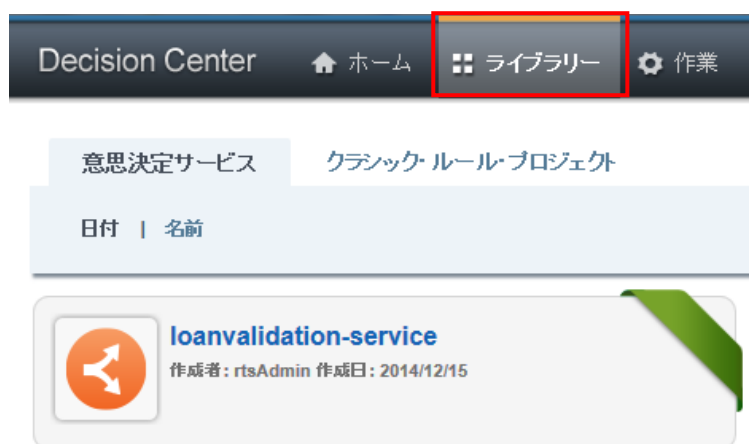 Decision Center ホーム ライブラリー 作業
意思決定サービス クラシック・ルール・プロジェクト
日付 | 名前
loanvalidation-service
作成者: rtsAdmin 作成日: 2014/12/15